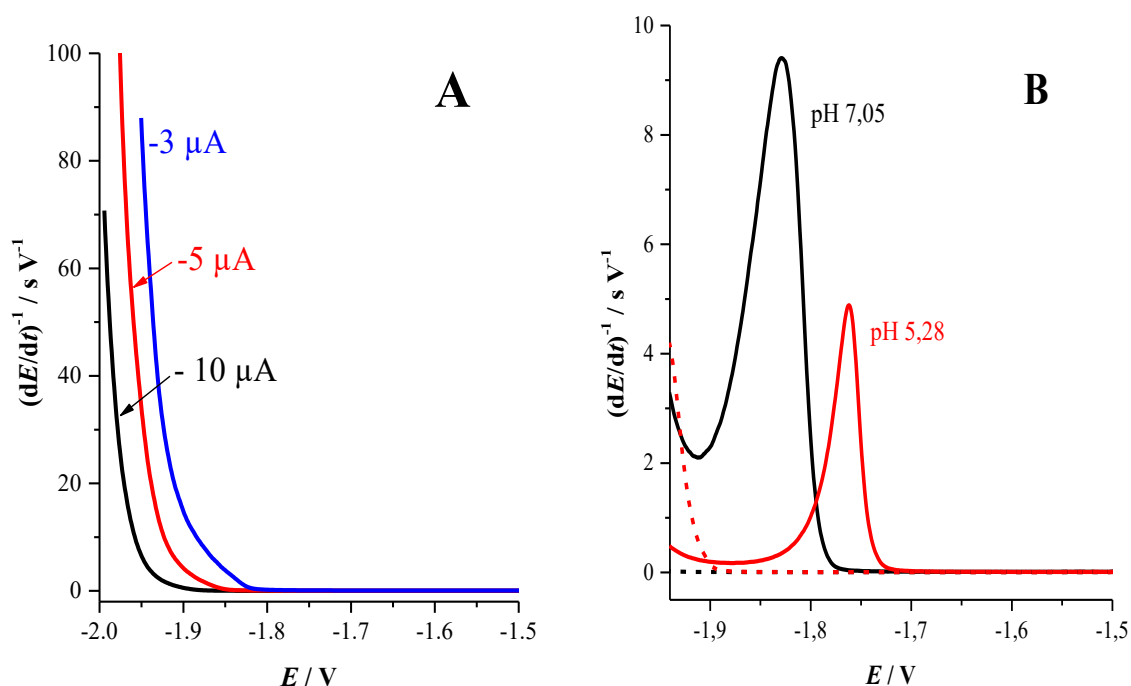 A
100
80
60
40
20
0
-3 µA
-5 µA
- 10 µA
(dE/dt)⁻¹ / s V⁻¹
-2.0 -1.9 -1.8 -1.7 -1.6 -1.5
E / V
B
10
8
6
4
2
0
pH 7,05
pH 5,28
(dE/dt)⁻¹ / s V⁻¹
-1,9 -1,8 -1,7 -1,6 -1,5
E / V